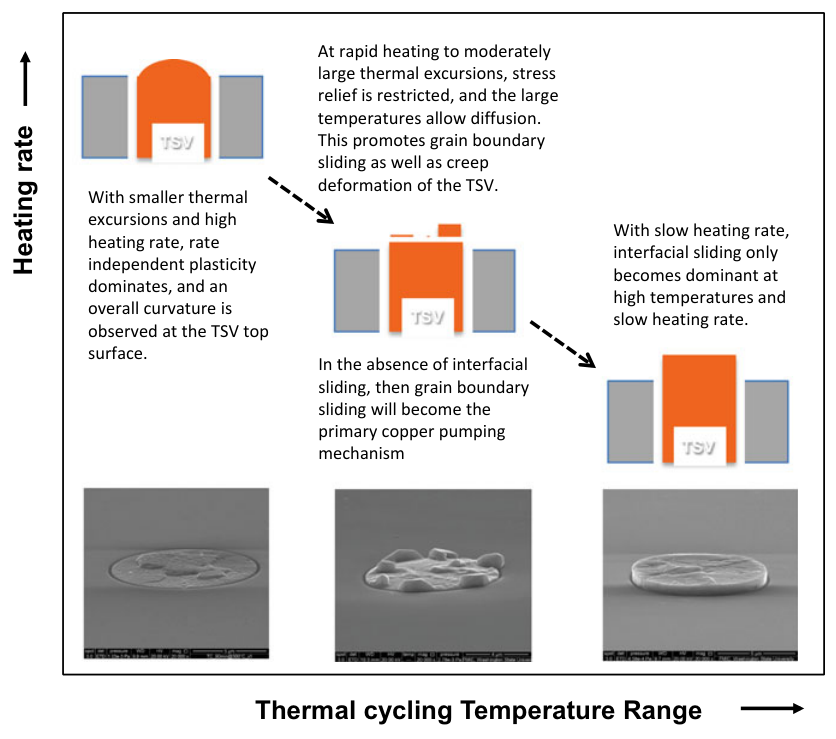 Heating rate
TSV
With smaller thermal
excursions and high
heating rate, rate
independent plasticity
dominates, and an
overall curvature is
observed at the TSV top
surface.
At rapid heating to moderately
large thermal excursions, stress
relief is restricted, and the large
temperatures allow diffusion.
This promotes grain boundary
sliding as well as creep
deformation of the TSV.
TSV
In the absence of interfacial
sliding, then grain boundary
sliding will become the
primary copper pumping
mechanism
With slow heating rate,
interfacial sliding only
becomes dominant at
high temperatures and
slow heating rate.
TSV
Thermal cycling Temperature Range